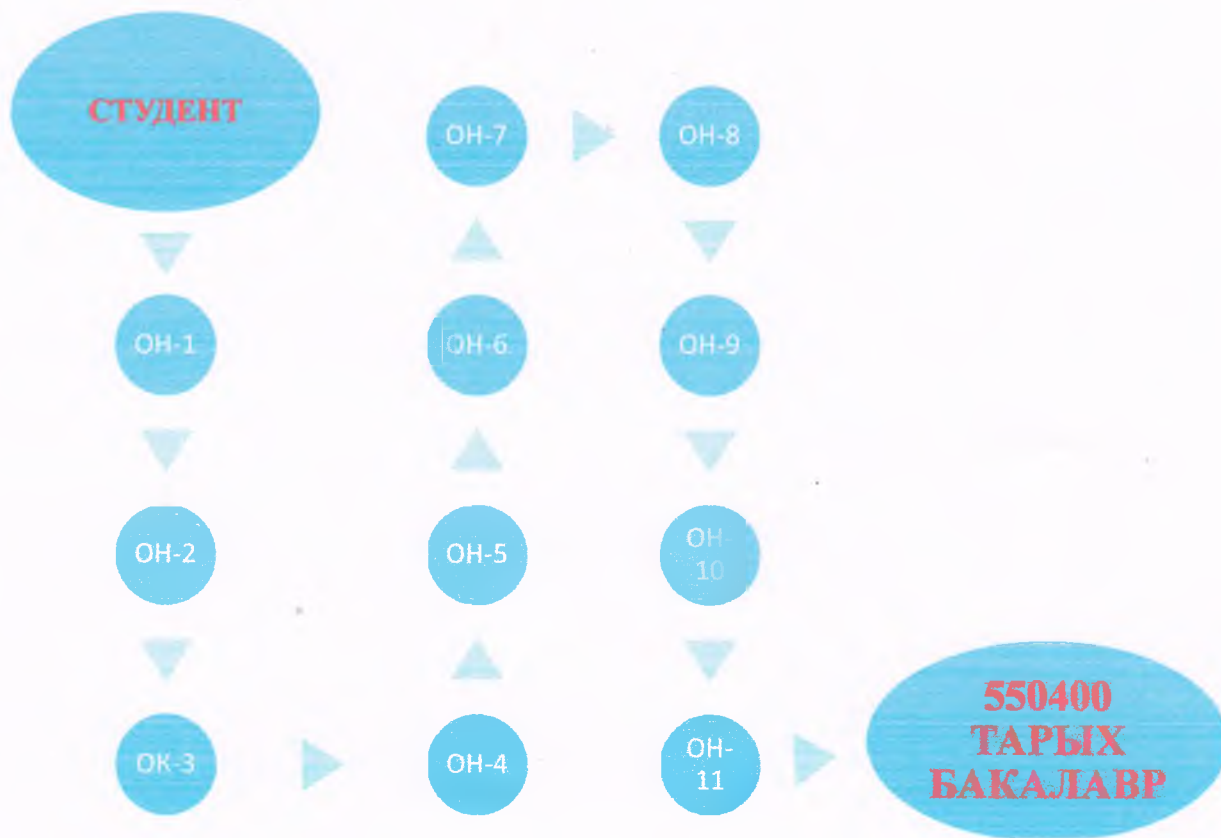 СТУДЕНТ
ОН-1
ОН-2
ОК-3
ОН-4
ОН-5
ОН-6
ОН-7
ОН-8
ОН-9
ОН-
10
ОН-
11
550400
ТАРЫХ
БАКАЛАВР